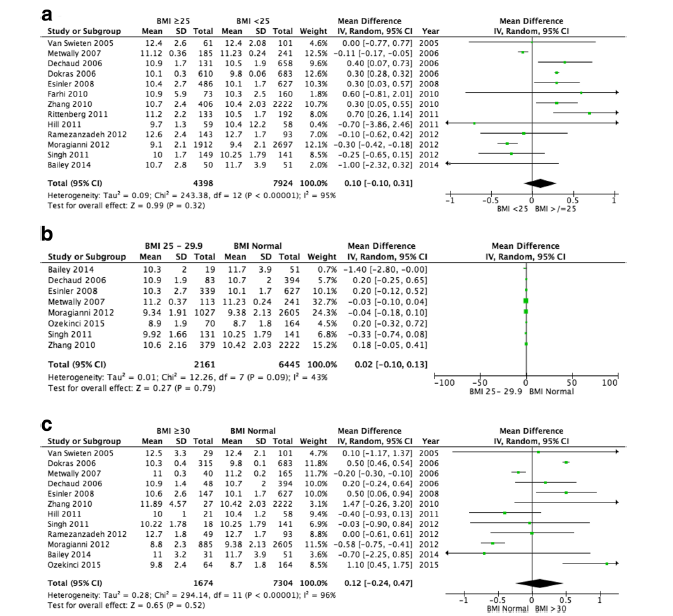 a
BMI ≥25 BMI <25 Mean Difference Mean Difference
Study or Subgroup Mean SD Total Mean SD Total Weight IV, Random, 95% CI Year IV, Random, 95% CI
Van Swieten 2005 12.4 2.6 61 12.4 2.08 101 4.6% 0.00 [-0.77, 0.77] 2005
Metwally 2007 11.12 0.36 185 11.23 0.24 241 13.0% -0.11 [-0.17, -0.05] 2006
Dechaud 2006 10.9 1.7 131 10.5 1.9 658 9.6% 0.40 [0.07, 0.73] 2006
Dokras 2006 10.1 0.3 610 9.8 0.06 683 13.1% 0.30 [0.28, 0.32] 2006
Esinler 2008 10.4 2.7 486 10.1 1.7 627 10.4% 0.30 [0.03, 0.57] 2008
Farhi 2010 10.9 5.9 73 10.3 2.5 160 1.8% 0.60 [-0.81, 2.01] 2010
Zhang 2010 10.7 2.7 406 10.4 2.03 2222 10.3% 0.30 [0.05, 0.55] 2010
Rittenberg 2011 11.2 2.2 133 10.5 1.7 192 8.2% 0.70 [0.26, 1.14] 2011
Hill 2011 9.7 1.3 59 10.4 12.2 58 0.4% -0.70 [-3.86, 2.46] 2011
Ramezanzadeh 2012 12.6 2.4 143 12.7 1.7 93 7.1% -0.10 [-0.62, 0.42] 2012
Moragianni 2012 9.1 2.1 1912 9.4 2.1 2697 12.5% -0.30 [-0.42, -0.18] 2012
Singh 2011 10 1.7 149 10.25 1.79 141 8.5% -0.25 [-0.65, 0.15] 2012
Bailey 2014 10.7 2.8 50 11.7 3.9 51 2.0% -1.00 [-2.32, 0.32] 2014
Total (95% CI) 4398 7924 100.0% 0.10 [-0.10, 0.31]
Heterogeneity: Tau² = 0.09; Chi² = 243.38, df = 12 (P < 0.00001); I² = 95%
Test for overall effect: Z = 0.99 (P = 0.32)
-1 -0.5 0 0.5 1
BMI <25 BMI >/=25
b
BMI 25 - 29.9 BMI Normal Mean Difference Mean Difference
Study or Subgroup Mean SD Total Mean SD Total Weight IV, Random, 95% CI IV, Random, 95% CI
Bailey 2014 10.3 2 19 11.7 3.9 51 0.7% -1.40 [-2.80, -0.00]
Dechaud 2006 10.9 1.9 83 10.7 2 394 6.0% 0.20 [-0.25, 0.65]
Esinler 2008 10.3 2.7 339 10.1 1.7 627 10.6% 0.20 [-0.12, 0.52]
Metwally 2007 11.2 0.37 113 11.23 0.24 241 32.7% -0.03 [-0.10, 0.04]
Moragianni 2012 9.34 1.91 1027 9.38 2.13 2605 24.3% -0.04 [-0.18, 0.10]
Ozekinci 2015 8.9 1.9 70 8.7 1.8 164 4.7% 0.20 [-0.32, 0.72]
Singh 2011 9.92 1.66 131 10.25 1.79 141 7.0% -0.33 [-0.74, 0.08]
Zhang 2010 10.6 2.16 379 10.42 2.03 2222 14.1% 0.18 [-0.05, 0.41]
Total (95% CI) 2161 6445 100.0% 0.02 [-0.10, 0.13]
Heterogeneity: Tau² = 0.01; Chi² = 12.26, df = 7 (P = 0.09); I² = 43%
Test for overall effect: Z = 0.27 (P = 0.79)
-100 -50 0 50 100
BMI 25- 29.9 BMI Normal
c
BMI ≥30 BMI Normal Mean Difference Mean Difference
Study or Subgroup Mean SD Total Mean SD Total Weight IV, Random, 95% CI Year IV, Random, 95% CI
Van Swieten 2005 12.5 3.3 29 12.4 2.1 101 4.7% 0.10 [-1.17, 1.37] 2005
Dokras 2006 10.3 0.4 315 9.8 0.1 683 11.8% 0.50 [0.46, 0.54] 2006
Metwally 2007 11 0.3 40 11.2 0.2 165 11.7% -0.20 [-0.30, -0.10] 2006
Dechaud 2006 10.9 1.4 48 10.7 2 394 9.8% 0.20 [-0.24, 0.64] 2006
Esinler 2008 10.6 2.6 147 10.1 1.7 627 9.8% 0.50 [0.06, 0.94] 2008
Zhang 2010 11.89 4.57 27 10.42 2.03 2222 3.1% 1.47 [-0.26, 3.20] 2010
Hill 2011 10 1 21 10.4 1.2 58 9.2% -0.40 [-0.93, 0.13] 2011
Singh 2011 10.22 1.78 18 10.25 1.79 141 6.9% -0.03 [-0.90, 0.84] 2012
Ramezanzadeh 2012 12.7 1.8 49 12.7 1.7 93 8.7% 0.00 [-0.61, 0.61] 2012
Moragianni 2012 8.8 2.3 885 9.38 2.13 2605 11.5% -0.58 [-0.75, -0.41] 2012
Bailey 2014 11 3.2 31 11.7 3.9 51 4.0% -0.70 [-2.25, 0.85] 2014
Ozekinci 2015 9.8 2.4 64 8.7 1.8 164 8.5% 1.10 [0.45, 1.75] 2015
Total (95% CI) 1674 7304 100.0% 0.12 [-0.24, 0.47]
Heterogeneity: Tau² = 0.28; Chi² = 294.14, df = 11 (P < 0.00001); I² = 96%
Test for overall effect: Z = 0.65 (P = 0.52)
-1 -0.5 0 0.5 1
BMI Normal BMI >30